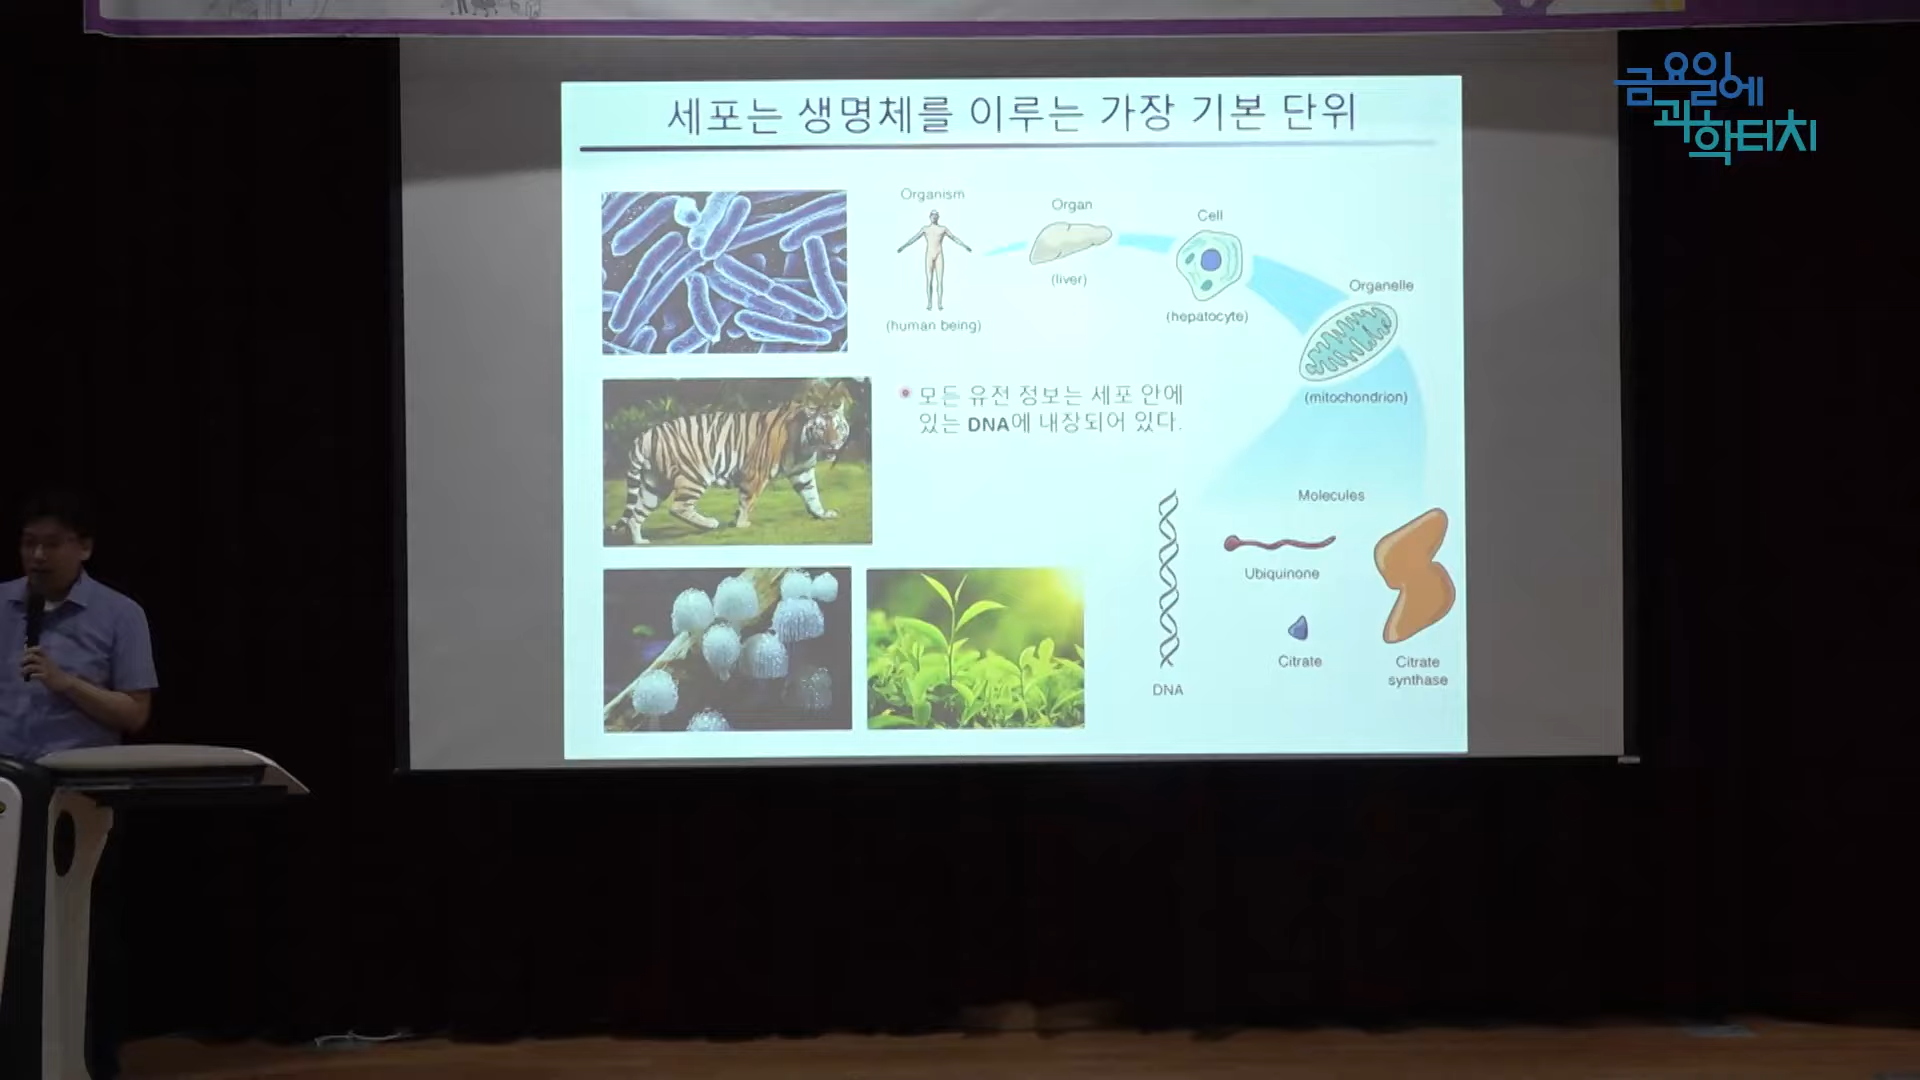 금요일에
과학터치
세포는 생명체를 이루는 가장 기본 단위
Organism
(human being)
Organ
(liver)
Cell
(hepatocyte)
Organelle
(mitochondrion)
모든 유전 정보는 세포 안에
있는 DNA에 내장되어 있다.
Molecules
DNA
Ubiquinone
Citrate
Citrate
synthase